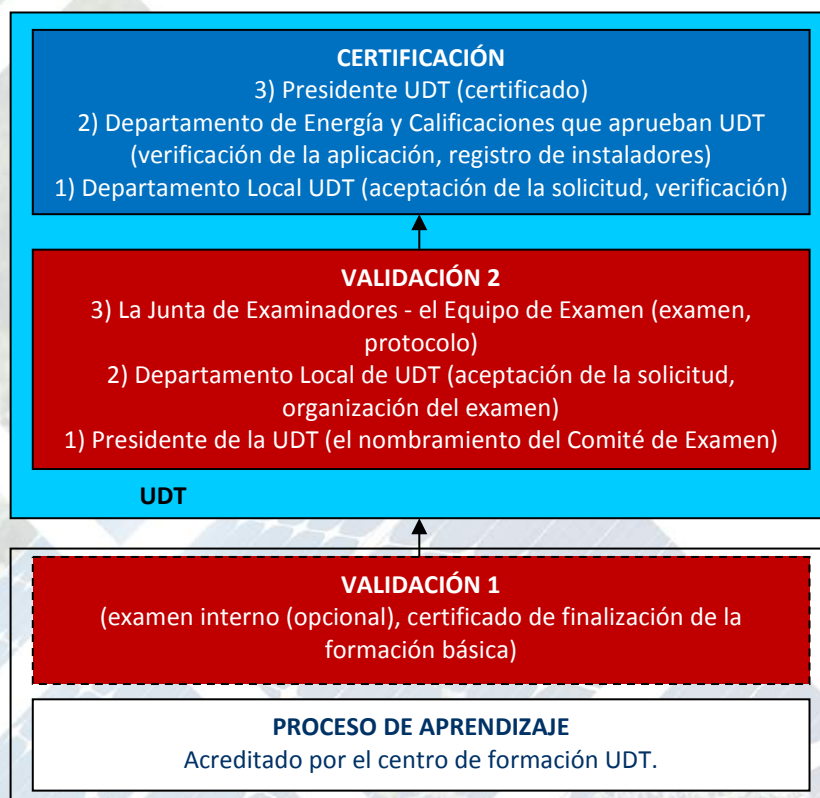 CERTIFICACIÓN
3) Presidente UDT (certificado)
2) Departamento de Energía y Calificaciones que aprueban UDT
(verificación de la aplicación, registro de instaladores)
1) Departamento Local UDT (aceptación de la solicitud, verificación)
VALIDACIÓN 2
3) La Junta de Examinadores - el Equipo de Examen (examen,
protocolo)
2) Departamento Local de UDT (aceptación de la solicitud,
organización del examen)
1) Presidente de la UDT (el nombramiento del Comité de Examen)
UDT
VALIDACIÓN 1
(examen interno (opcional), certificado de finalización de la
formación básica)
PROCESO DE APRENDIZAJE
Acreditado por el centro de formación UDT.